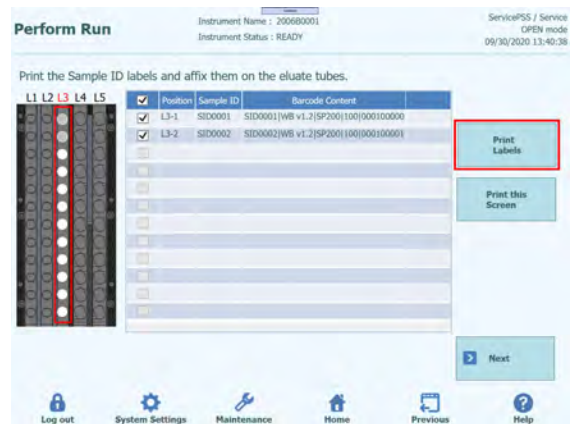 Perform Run
Instrument Name : 200680001
Instrument Status : READY
ServicePSS / Service
OPEN mode
09/30/2020 13:40:38
Print the Sample ID labels and affix them on the eluate tubes.
L1 L2 L3 L4 L5
Position Sample ID Barcode Content
L3-1 SID0001 SID0001|WB v1.2|SP200|100|000100000
L3-2 SID0002 SID0002|WB v1.2|SP200|100|000100001
Print
Labels
Print this
Screen
Next
Log out System Settings Maintenance Home Previous Help